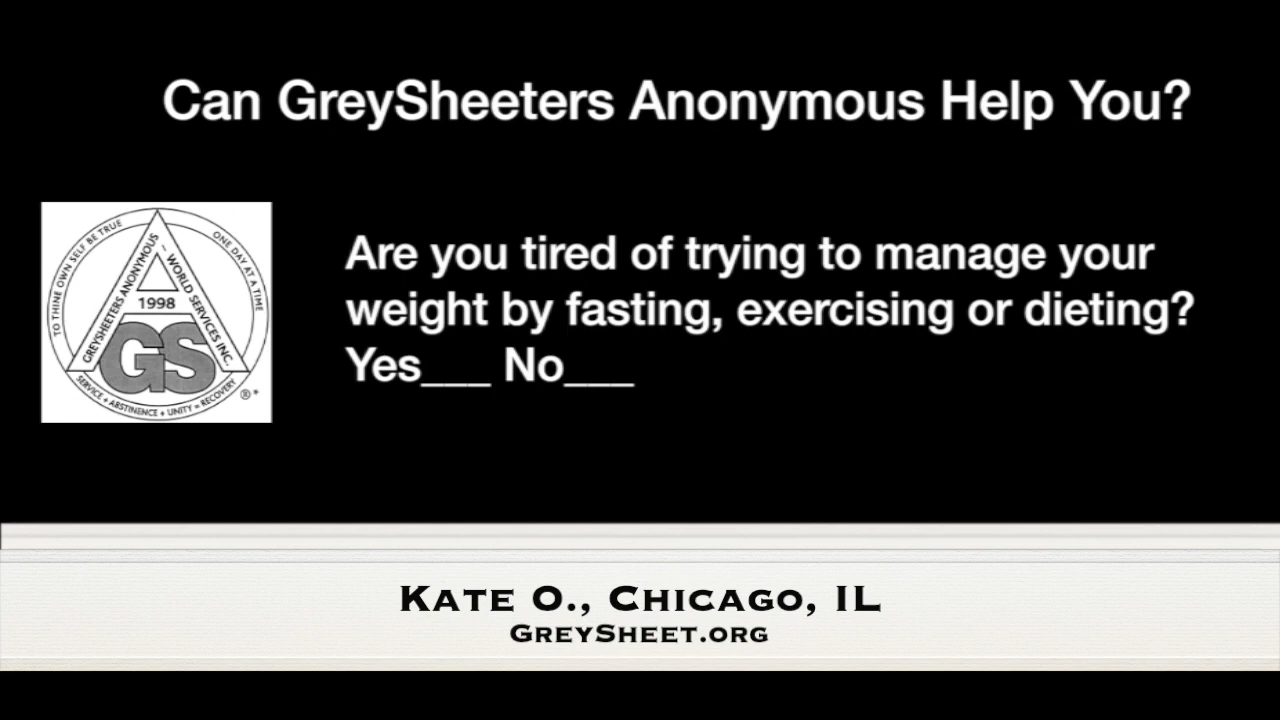 Can GreySheeters Anonymous Help You?
TO THINE OWN SELF BE TRUE
ONE DAY AT A TIME
GREYSHEETERS ANONYMOUS ~ WORLD SERVICES INC.
1998
GS
SERVICE + ABSTINENCE + UNITY = RECOVERY
®*
Are you tired of trying to manage your
weight by fasting, exercising or dieting?
Yes___ No___
KATE O., CHICAGO, IL
GREYSHEET.ORG